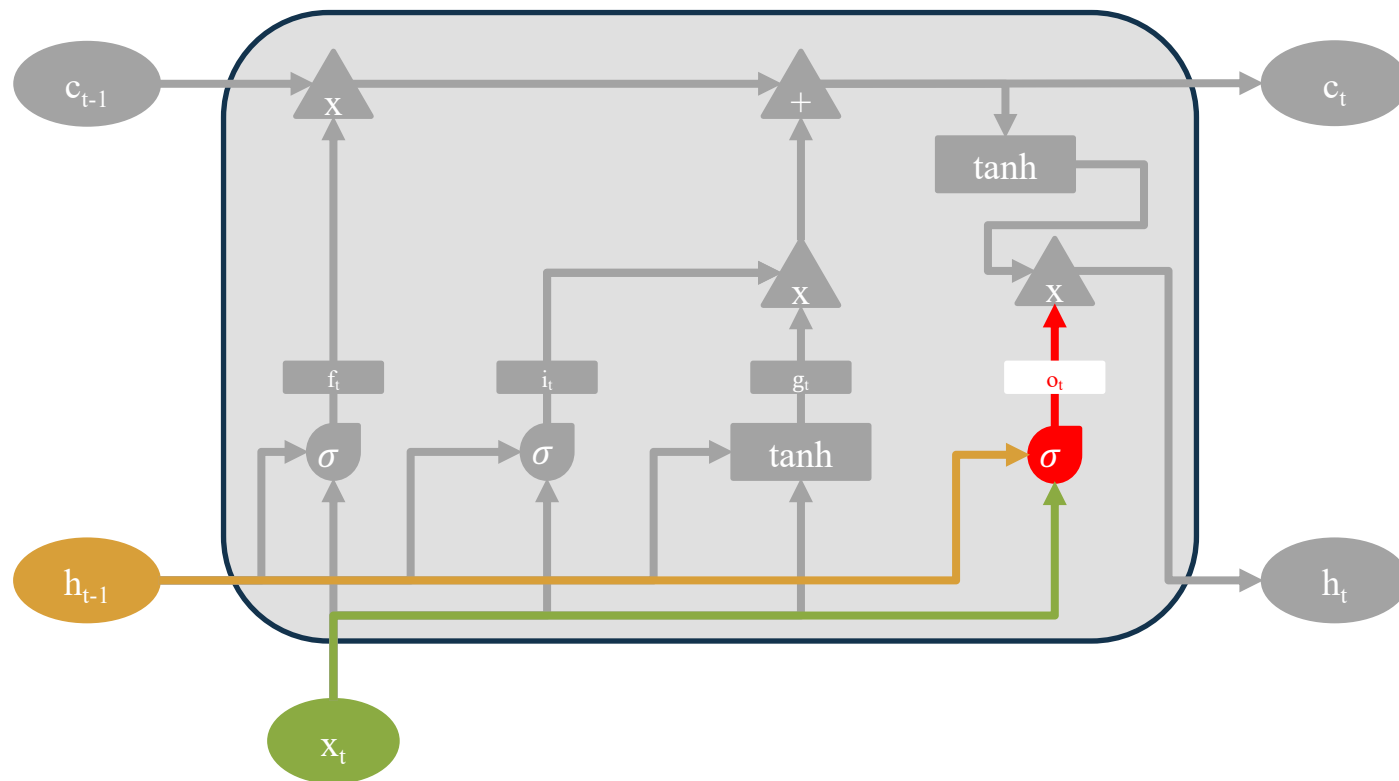 c_{t-1}
x
+
c_t
tanh
x
x
f_t
i_t
g_t
o_t
σ
σ
tanh
σ
h_{t-1}
h_t
x_t